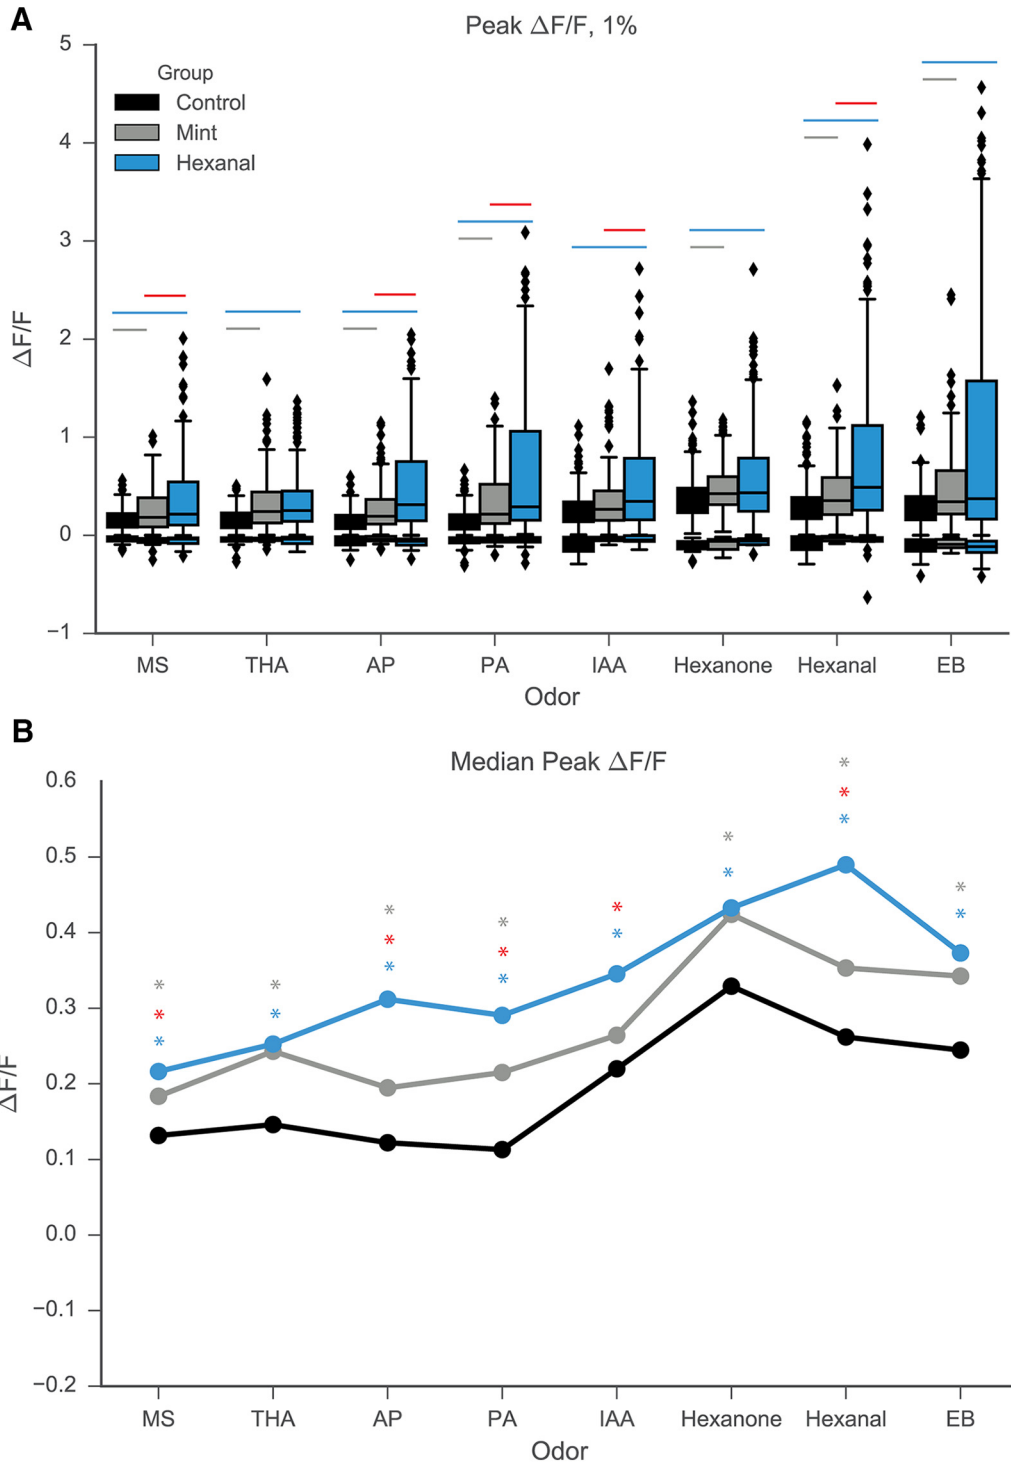 A
Peak ΔF/F, 1%
5
4
3
2
1
0
−1
ΔF/F
Group
Control
Mint
Hexanal
MS THA AP PA IAA Hexanone Hexanal EB
Odor
B
Median Peak ΔF/F
0.6
0.5
0.4
0.3
0.2
0.1
0.0
−0.1
−0.2
ΔF/F
* * * * * * * * * * * * * * * * * * * *
MS THA AP PA IAA Hexanone Hexanal EB
Odor